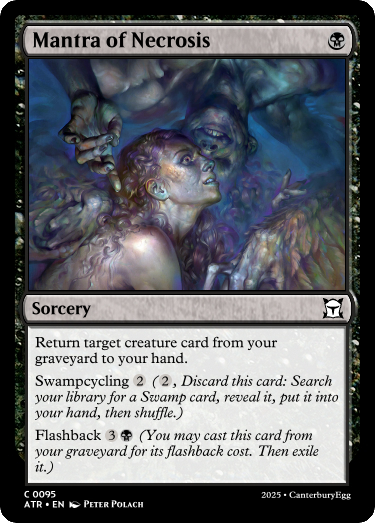 Mantra of Necrosis
Sorcery
Return target creature card from your
graveyard to your hand.
Swampcycling 2 (2, Discard this card: Search
your library for a Swamp card, reveal it, put it into
your hand, then shuffle.)
Flashback 3 (You may cast this card from
your graveyard for its flashback cost. Then exile
it.)
C 0095
ATR • EN PETER POLACH
2025 • CanterburyEgg